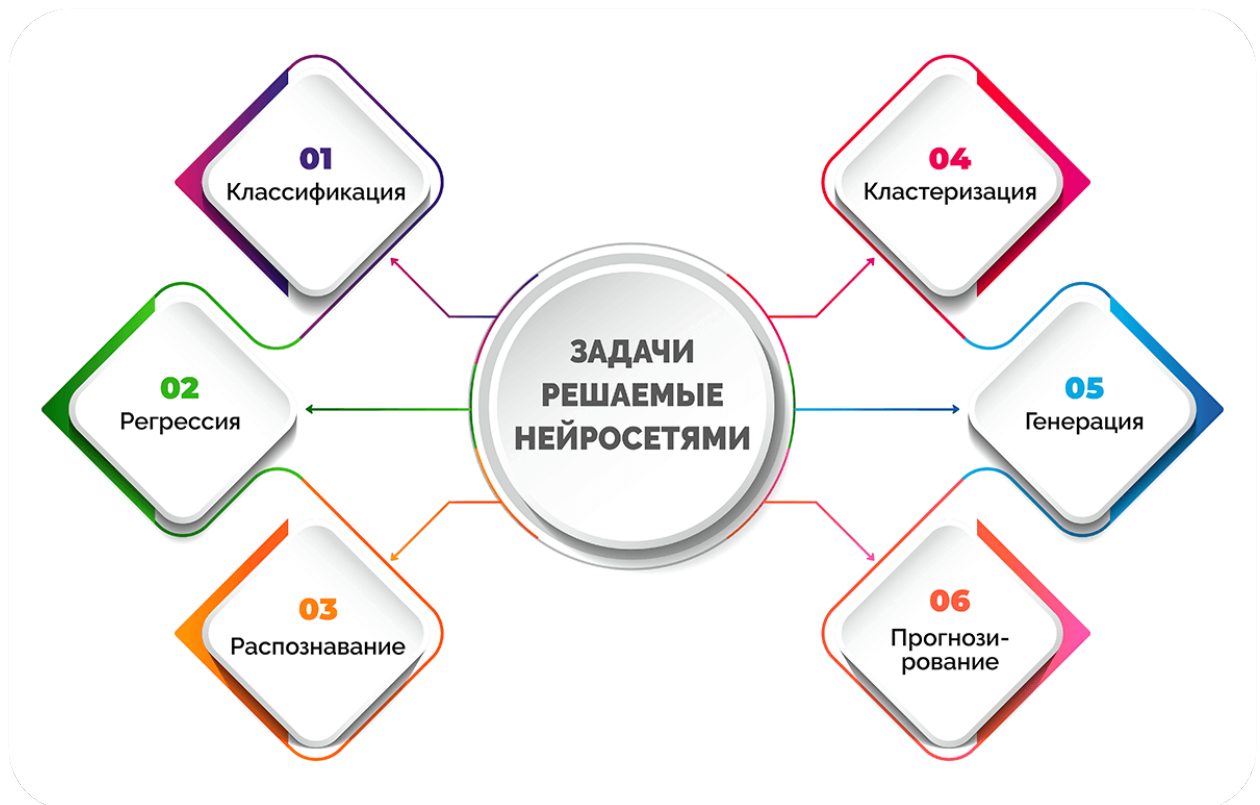 01
Классификация
02
Регрессия
03
Распознавание
ЗАДАЧИ
РЕШАЕМЫЕ
НЕЙРОСЕТЯМИ
04
Кластеризация
05
Генерация
06
Прогнози-
рование